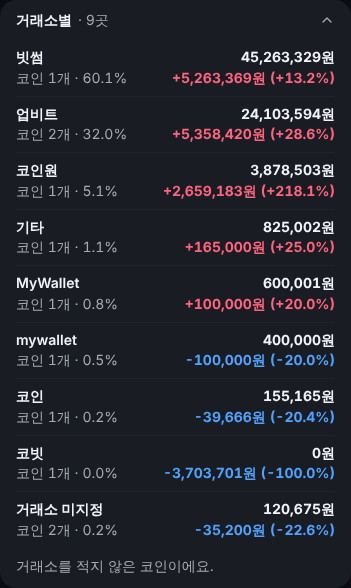 거래소별 · 9곳
빗썸 45,263,329원
코인 1개 · 60.1% +5,263,369원 (+13.2%)
업비트 24,103,594원
코인 2개 · 32.0% +5,358,420원 (+28.6%)
코인원 3,878,503원
코인 1개 · 5.1% +2,659,183원 (+218.1%)
기타 825,002원
코인 1개 · 1.1% +165,000원 (+25.0%)
MyWallet 600,001원
코인 1개 · 0.8% +100,000원 (+20.0%)
mywallet 400,000원
코인 1개 · 0.5% -100,000원 (-20.0%)
코인 155,165원
코인 1개 · 0.2% -39,666원 (-20.4%)
코빗 0원
코인 1개 · 0.0% -3,703,701원 (-100.0%)
거래소 미지정 120,675원
코인 2개 · 0.2% -35,200원 (-22.6%)
거래소를 적지 않은 코인이에요.